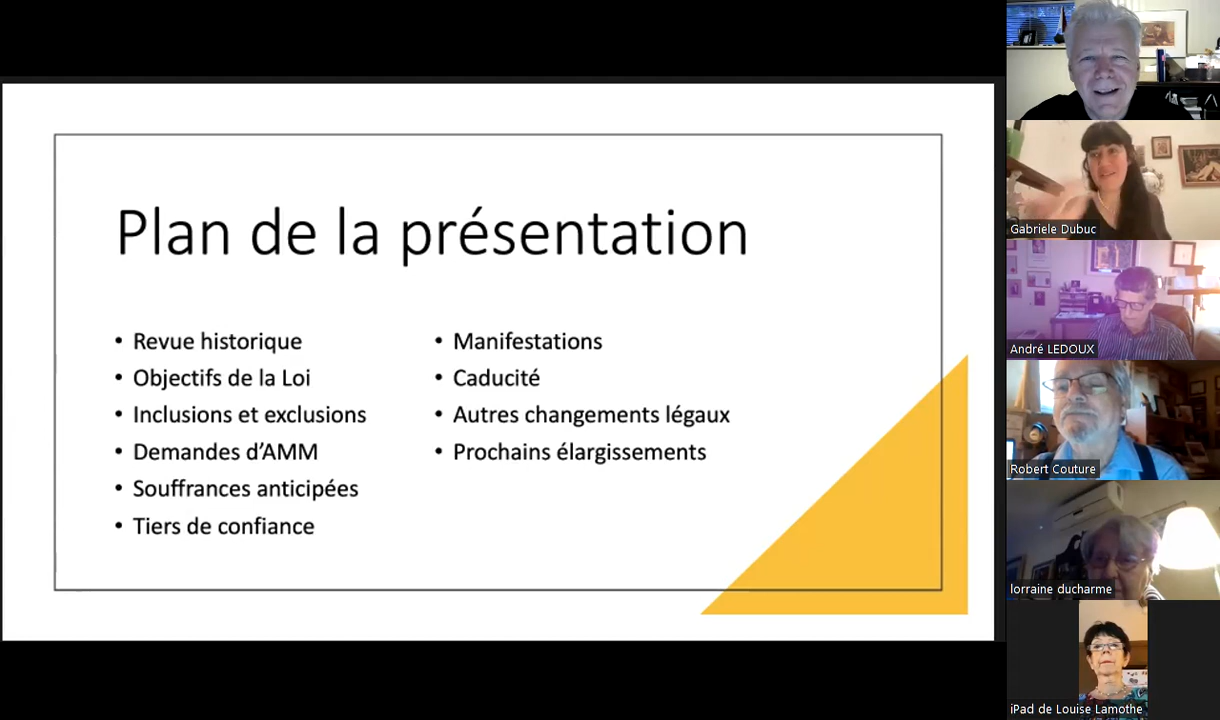 Plan de la présentation
• Revue historique
• Objectifs de la Loi
• Inclusions et exclusions
• Demandes d’AMM
• Souffrances anticipées
• Tiers de confiance
• Manifestations
• Caducité
• Autres changements légaux
• Prochains élargissements
Gabriele Dubuc
André LEDOUX
Robert Couture
lorraine ducharme
iPad de Louise Lamothe